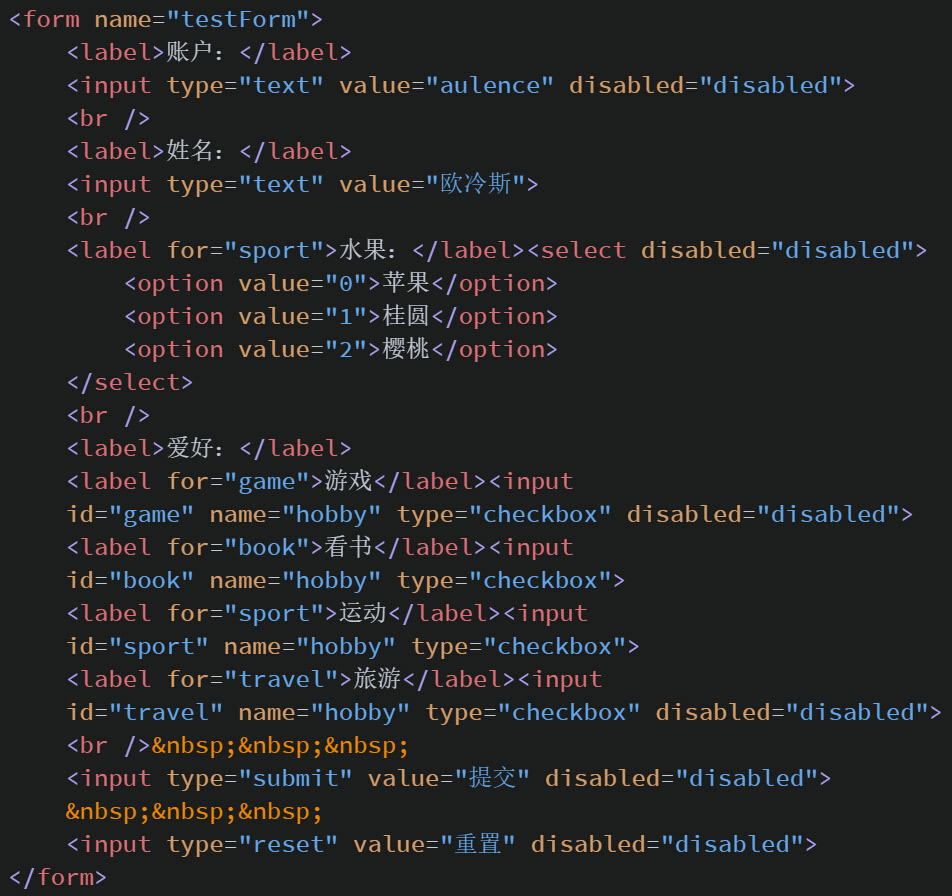 <form name="testForm">
    <label>账户：</label>
    <input type="text" value="aulence" disabled="disabled">
    <br />
    <label>姓名：</label>
    <input type="text" value="欧冷斯">
    <br />
    <label for="sport">水果：</label><select disabled="disabled">
        <option value="0">苹果</option>
        <option value="1">桂圆</option>
        <option value="2">樱桃</option>
    </select>
    <br />
    <label>爱好：</label>
    <label for="game">游戏</label><input
    id="game" name="hobby" type="checkbox" disabled="disabled">
    <label for="book">看书</label><input
    id="book" name="hobby" type="checkbox">
    <label for="sport">运动</label><input
    id="sport" name="hobby" type="checkbox">
    <label for="travel">旅游</label><input
    id="travel" name="hobby" type="checkbox" disabled="disabled">
    <br />&nbsp;&nbsp;&nbsp;
    <input type="submit" value="提交" disabled="disabled">
    &nbsp;&nbsp;&nbsp;
    <input type="reset" value="重置" disabled="disabled">
</form>